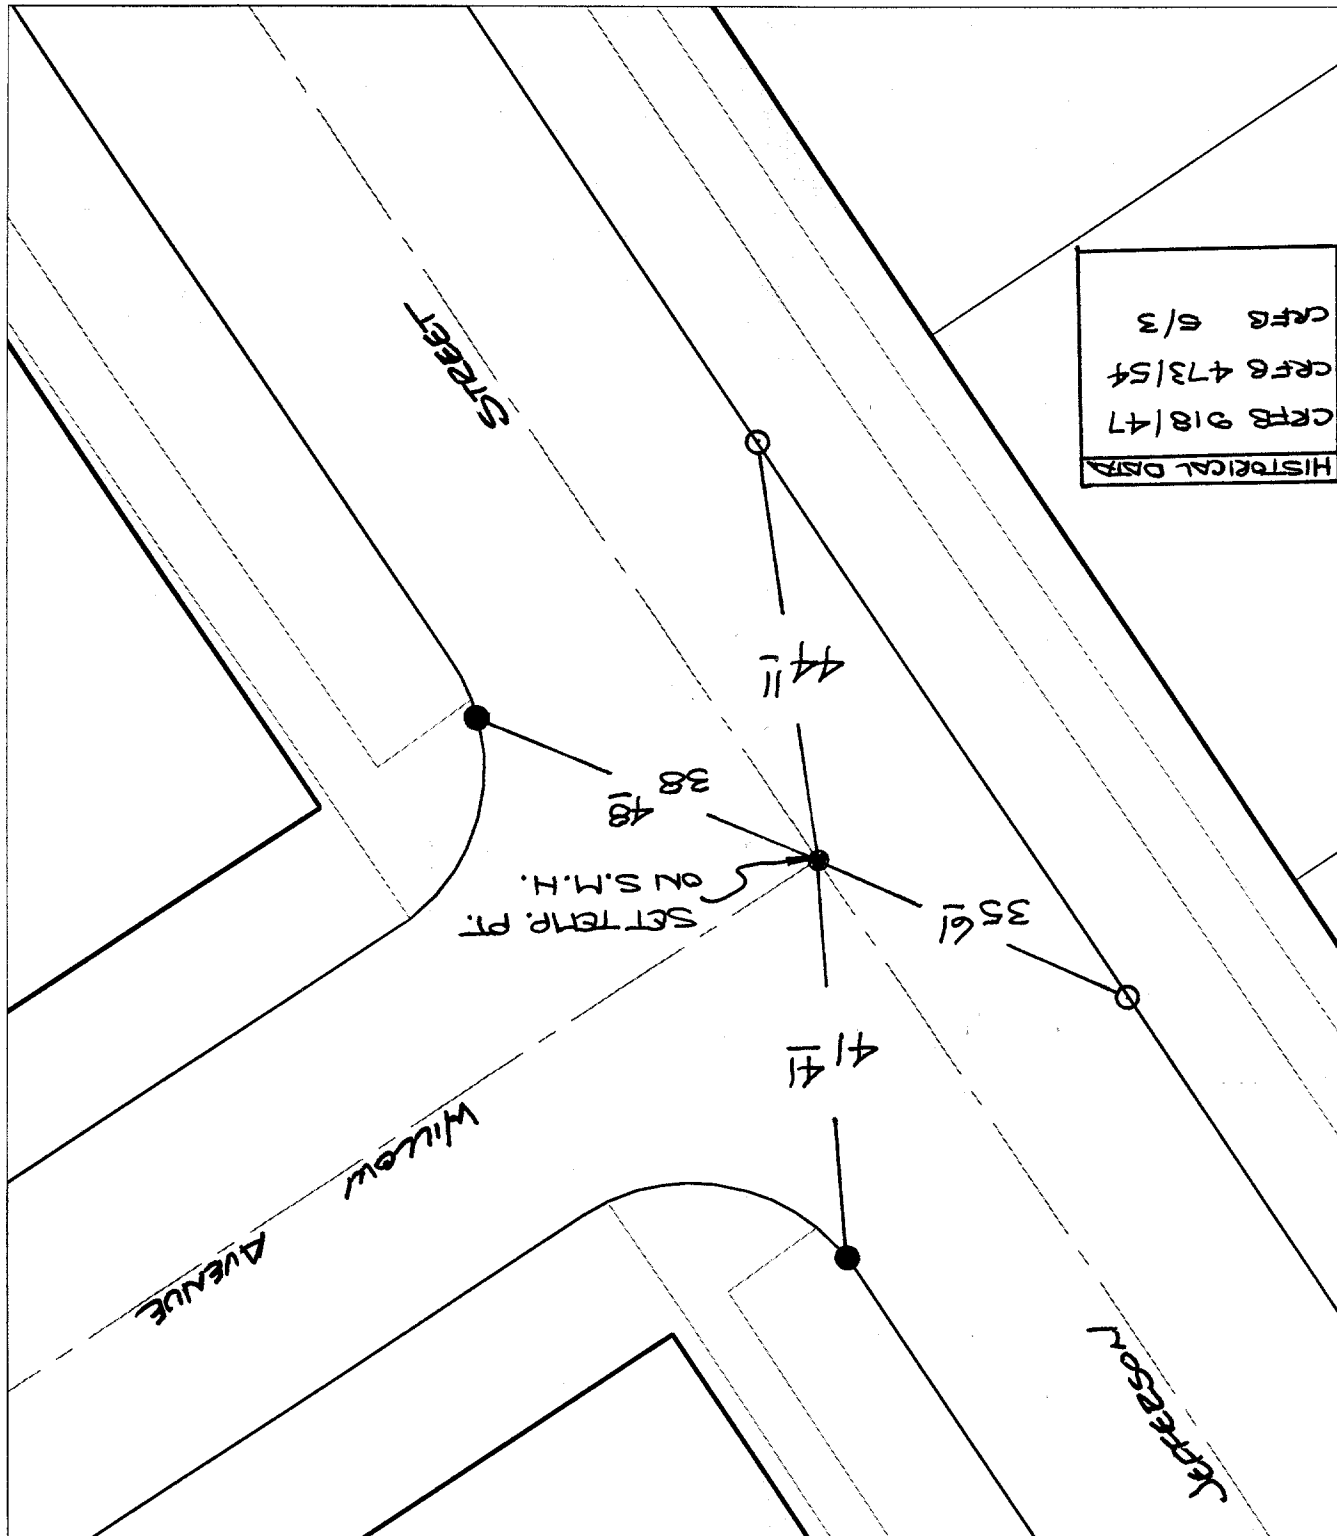 JEFFERSON
WILLOW AVENUE
41 41
35 61
SET TEMP. PT.
ON S.M.H.
38 48
44 11
STREET
HISTORICAL DATA
CRFB 918/47
CRFB 473/54
CRFB 5/3